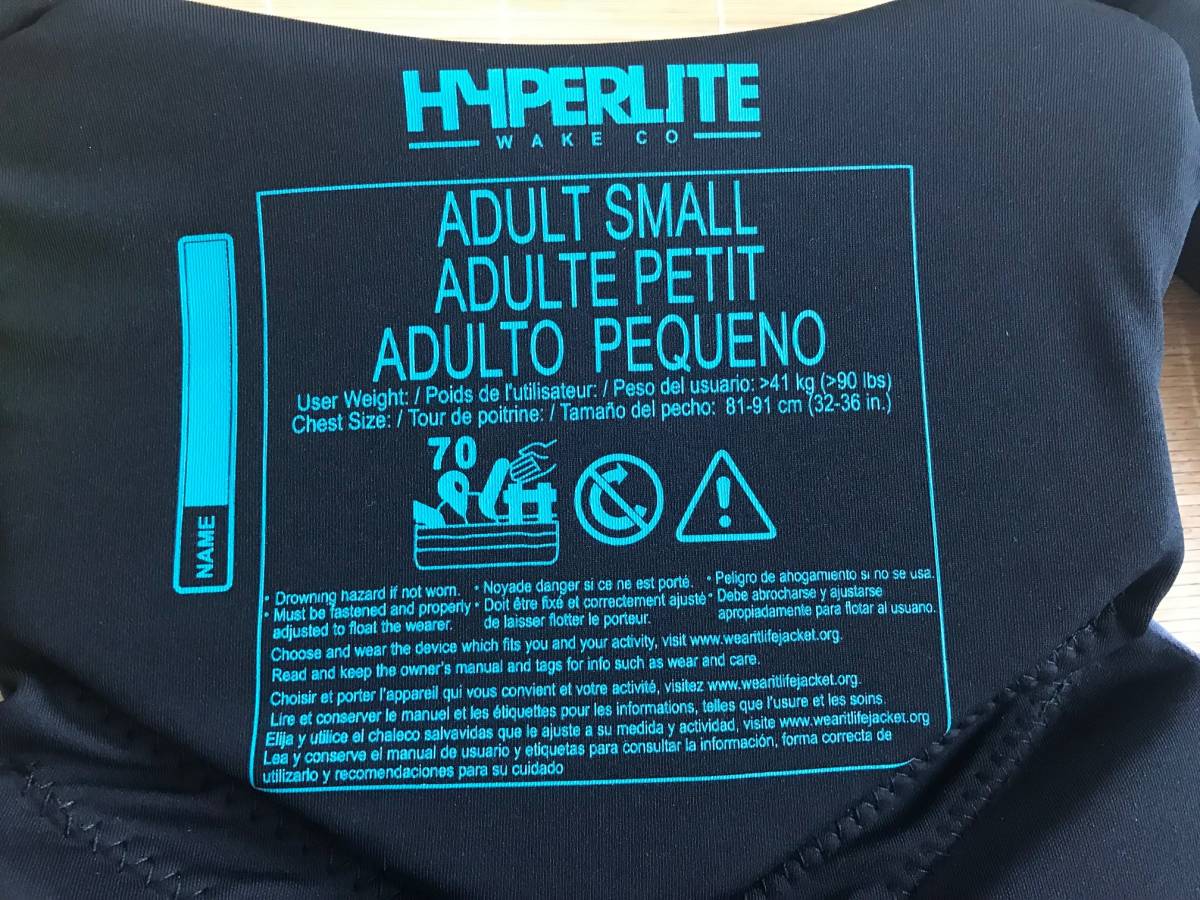 HYPERLITE
WAKE CO
ADULT SMALL
ADULTE PETIT
ADULTO PEQUENO
User Weight: / Poids de l'utilisateur: / Peso del usuario: >41 kg (>90 lbs)
Chest Size: / Tour de poitrine: / Tamaño del pecho: 81-91 cm (32-36 in.)
70
NAME
• Drowning hazard if not worn.
• Must be fastened and properly
adjusted to float the wearer.
• Noyade danger si ce ne est porté.
• Doit être fixé et correctement ajusté
de laisser flotter le porteur.
• Peligro de ahogamiento si no se usa.
• Debe abrocharse y ajustarse
apropiadamente para flotar al usuario.
Choose and wear the device which fits you and your activity, visit www.wearitlifejacket.org.
Read and keep the owner's manual and tags for info such as wear and care.
Choisir et porter l'appareil qui vous convient et votre activité, visitez www.wearitlifejacket.org.
Lire et conserver le manuel et les étiquettes pour les informations, telles que l'usure et les soins.
Elija y utilice el chaleco salvavidas que le ajuste a su medida y actividad, visite www.wearitlifejacket.org
Lea y conserve el manual de usuario y etiquetas para consultar la información, forma correcta de
utilizarlo y recomendaciones para su cuidado